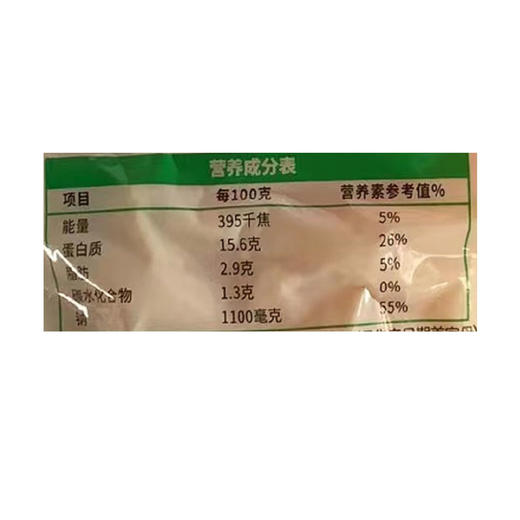 营养成分表
项目 每100克 营养素参考值%
能量 395千焦 5%
蛋白质 15.6克 26%
脂肪 2.9克 5%
碳水化合物 1.3克 0%
钠 1100毫克 55%